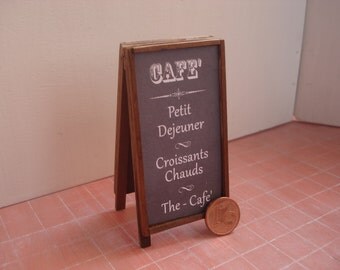 CAFE'
Petit
Dejeuner
Croissants
Chauds
The - Cafe'